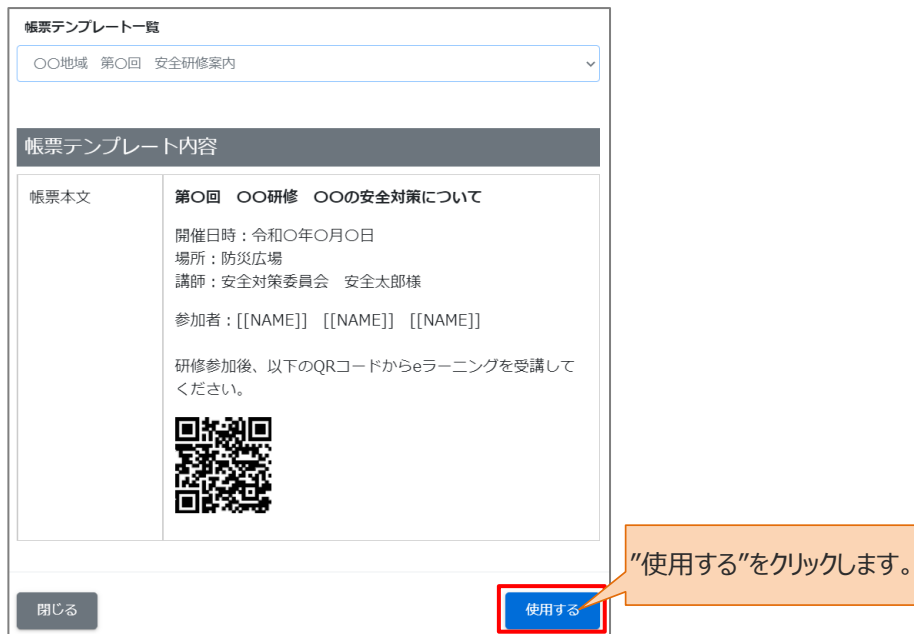 帳票テンプレート一覧
〇〇地域　第〇回　安全研修案内
帳票テンプレート内容
帳票本文
第〇回　〇〇研修　〇〇の安全対策について
開催日時：令和〇年〇月〇日
場所：防災広場
講師：安全対策委員会　安全太郎様
参加者：[[NAME]]　[[NAME]]　[[NAME]]
研修参加後、以下のQRコードからeラーニングを受講して
ください。
閉じる
使用する
”使用する”をクリックします。